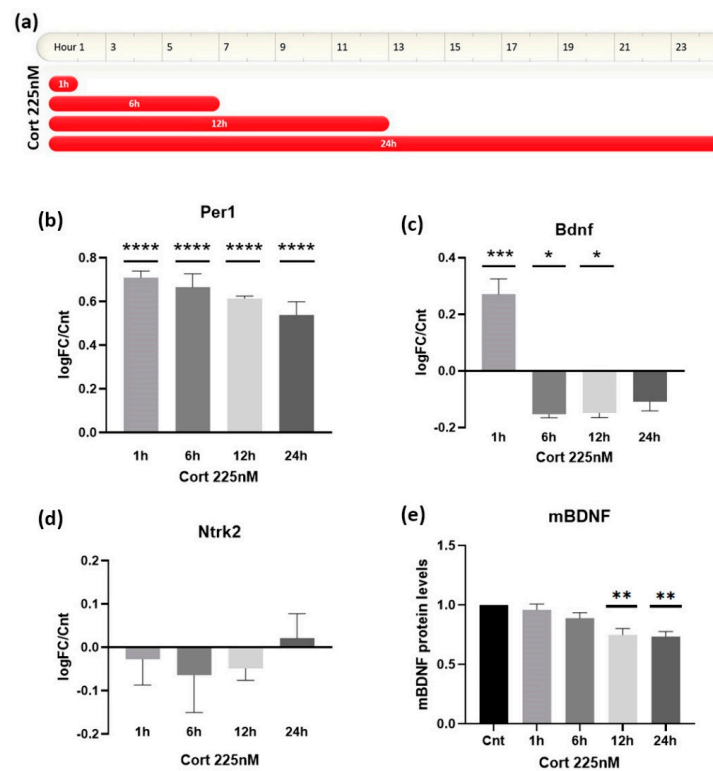 (a)
Hour 1 3 5 7 9 11 13 15 17 19 21 23
Cort 225nM
1h
6h
12h
24h
(b)
Per1
**** **** **** ****
logFC/Cnt
0.8
0.6
0.4
0.2
0.0
1h 6h 12h 24h
Cort 225nM
(c)
Bdnf
*** * *
logFC/Cnt
0.4
0.2
0.0
-0.2
1h 6h 12h 24h
Cort 225nM
(d)
Ntrk2
logFC/Cnt
0.2
0.1
0.0
-0.1
-0.2
1h 6h 12h 24h
Cort 225nM
(e)
mBDNF
** **
mBDNF protein levels
1.5
1.0
0.5
0.0
Cnt 1h 6h 12h 24h
Cort 225nM